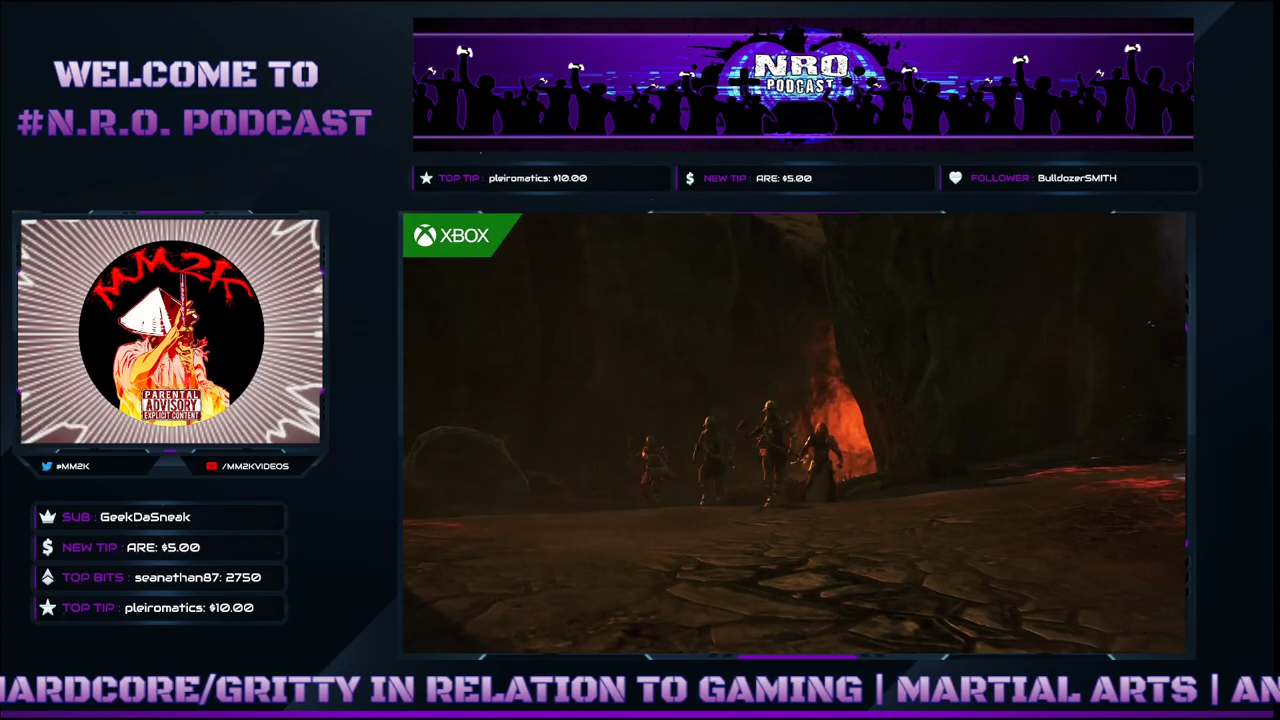 WELCOME TO
#N.R.O. PODCAST
NRO
PODCAST
TOP TIP : pleiromatics: $10.00
NEW TIP : ARE: $5.00
FOLLOWER : BulldozerSMITH
XBOX
MM2K
PARENTAL
ADVISORY
EXPLICIT CONTENT
@MM2K
/MM2KVIDEOS
SUB : GeekDaSneak
NEW TIP : ARE: $5.00
TOP BITS : seanathan87: 2750
TOP TIP : pleiromatics: $10.00
HARDCORE/GRITTY IN RELATION TO GAMING | MARTIAL ARTS | AN